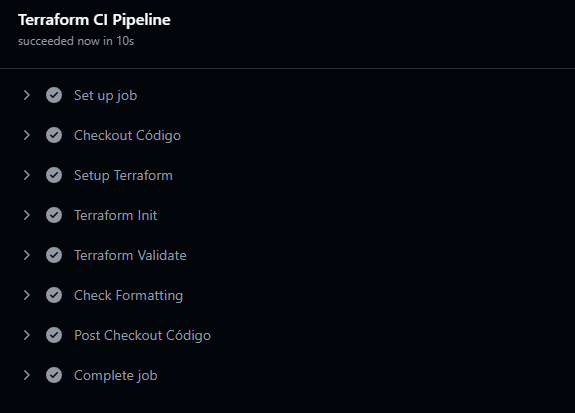 Terraform CI Pipeline
succeeded now in 10s
Set up job
Checkout Código
Setup Terraform
Terraform Init
Terraform Validate
Check Formatting
Post Checkout Código
Complete job